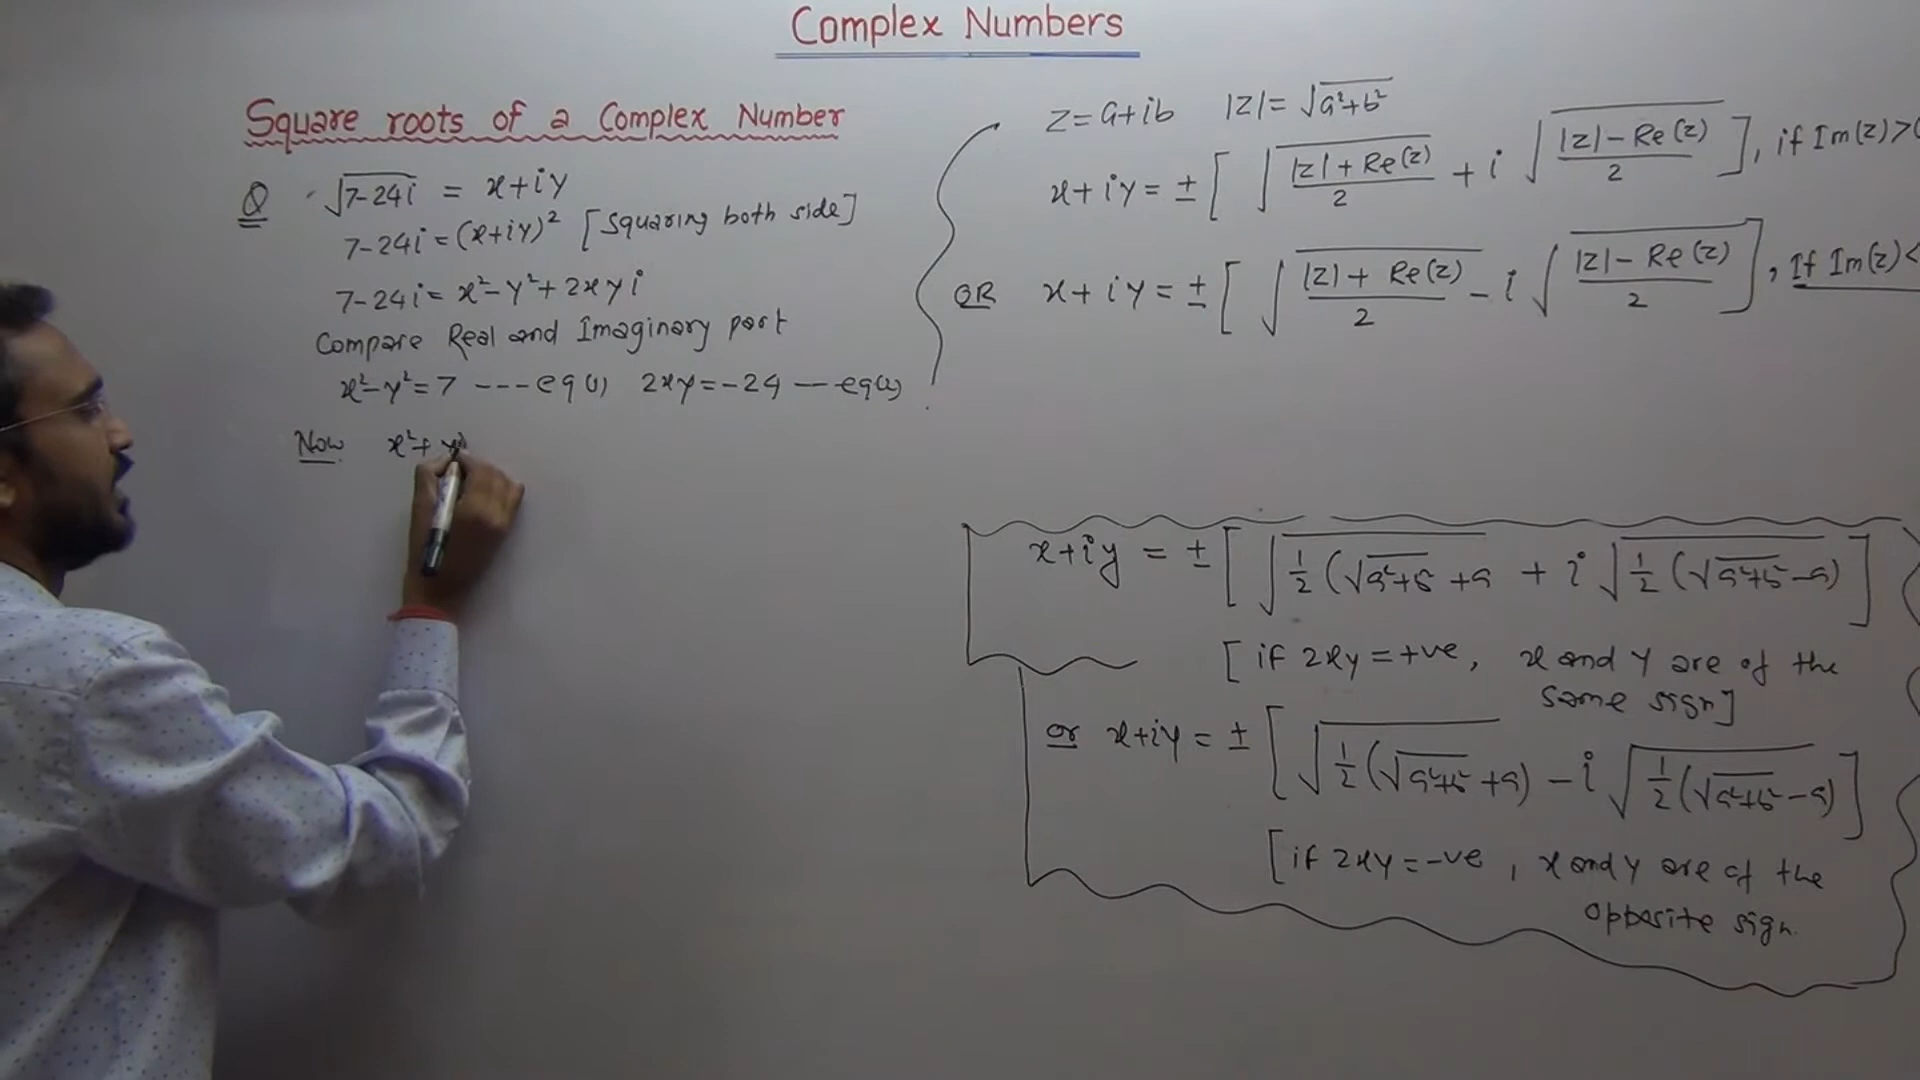 Complex Numbers
Square roots of a Complex Number
Q √7-24i = x+iy
7-24i = (x+iy)² [squaring both side]
7-24i = x²-y²+2xyi
Compare Real and Imaginary part
x²-y²=7 --- eq(1) 2xy=-24 — eq(2)
Now x²+y
z=a+ib |z|=√a²+b²
x+iy = ± [ √|z|+Re(z)/2 + i √|z|-Re(z)/2 ], if Im(z)>
OR x+iy = ± [ √|z|+Re(z)/2 - i √|z|-Re(z)/2 ], If Im(z)<
x+iy = ± [ √1/2 (√a²+b² +a + i √1/2 (√a²+b² -a) ]
[if 2xy=+ve, x and y are of the
same sign]
or x+iy = ± [ √1/2 (√a²+b² +a) - i √1/2 (√a²+b² -a) ]
[if 2xy=-ve, x and y are of the
opposite sign.